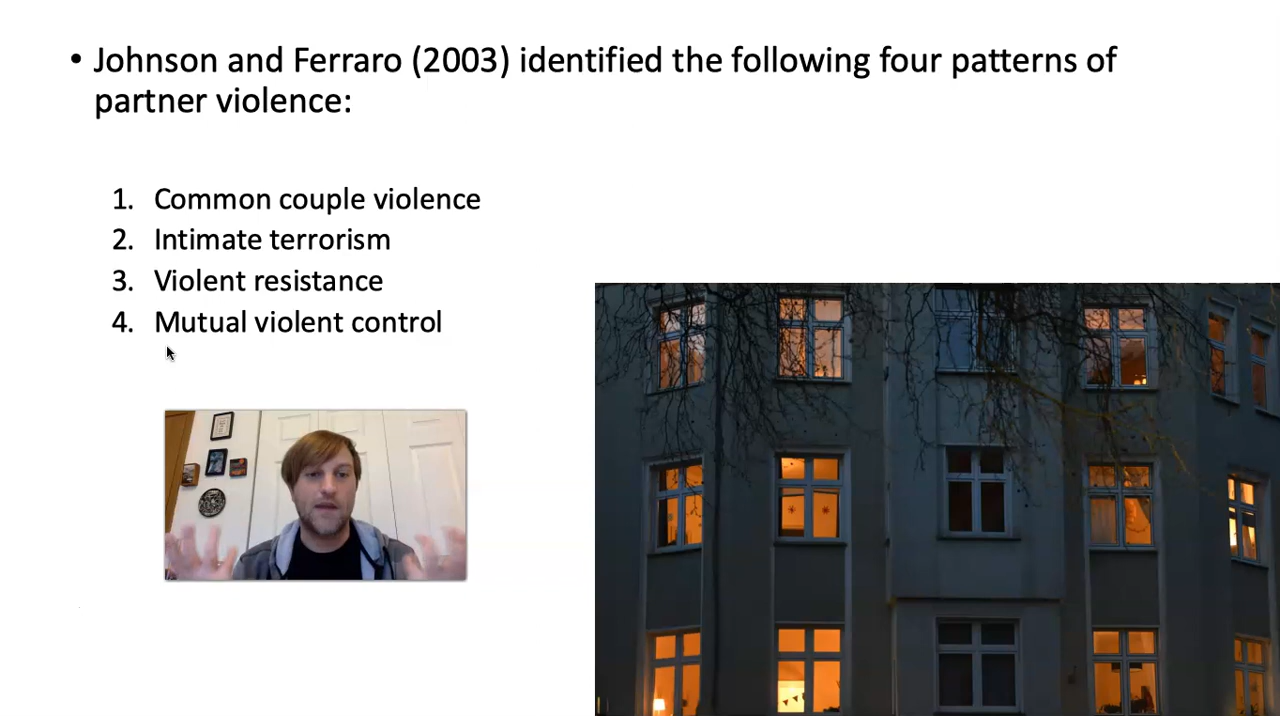 • Johnson and Ferraro (2003) identified the following four patterns of
partner violence:
1. Common couple violence
2. Intimate terrorism
3. Violent resistance
4. Mutual violent control